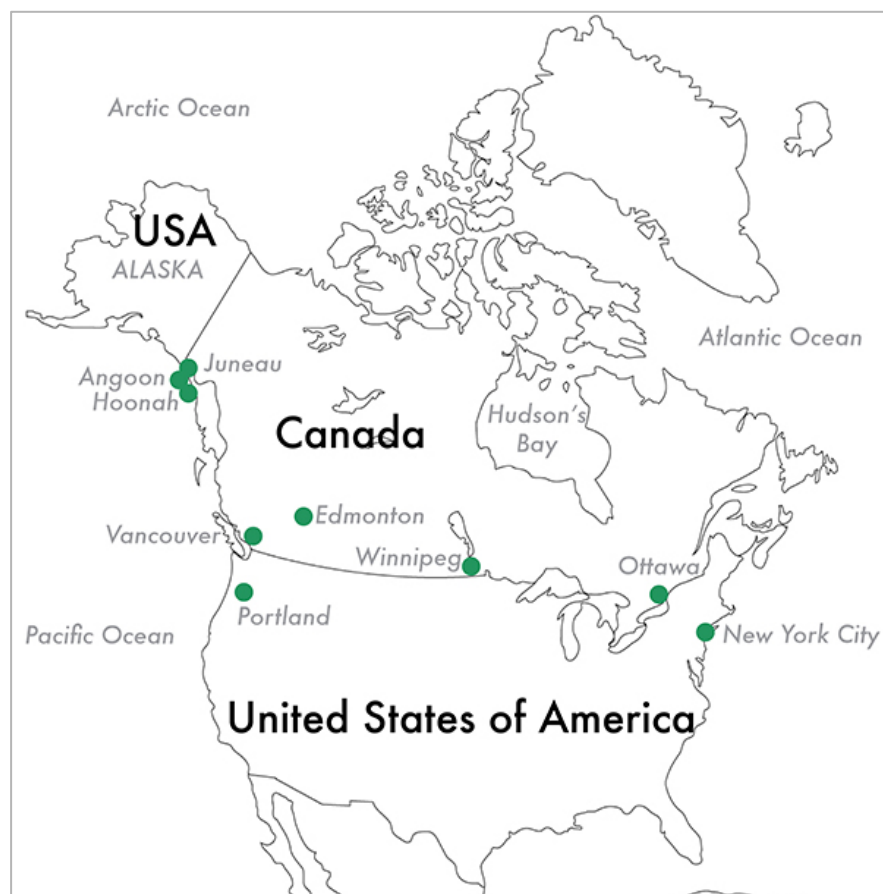 Arctic Ocean
USA
ALASKA
Atlantic Ocean
Juneau
Angoon
Hoonah
Hudson's
Bay
Canada
Edmonton
Vancouver
Winnipeg
Ottawa
Portland
Pacific Ocean
New York City
United States of America